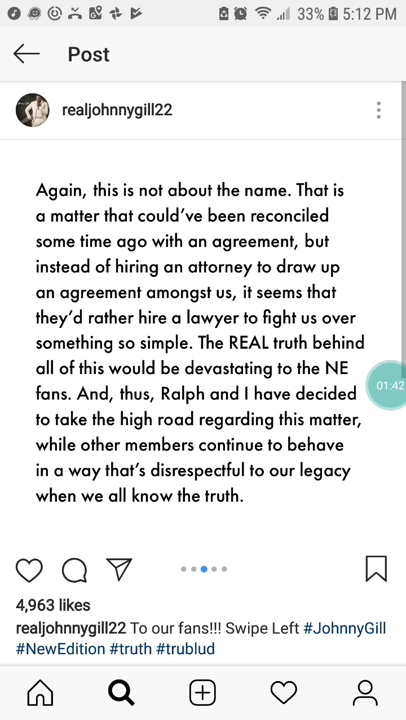 33% 5:12 PM
Post
realjohnnygill22
Again, this is not about the name. That is
a matter that could've been reconciled
some time ago with an agreement, but
instead of hiring an attorney to draw up
an agreement amongst us, it seems that
they'd rather hire a lawyer to fight us over
something so simple. The REAL truth behind
all of this would be devastating to the NE
fans. And, thus, Ralph and I have decided
01:42
to take the high road regarding this matter,
while other members continue to behave
in a way that's disrespectful to our legacy
when we all know the truth.
4,963 likes
realjohnnygill22 To our fans!!! Swipe Left #JohnnyGill
#NewEdition #truth #trublud